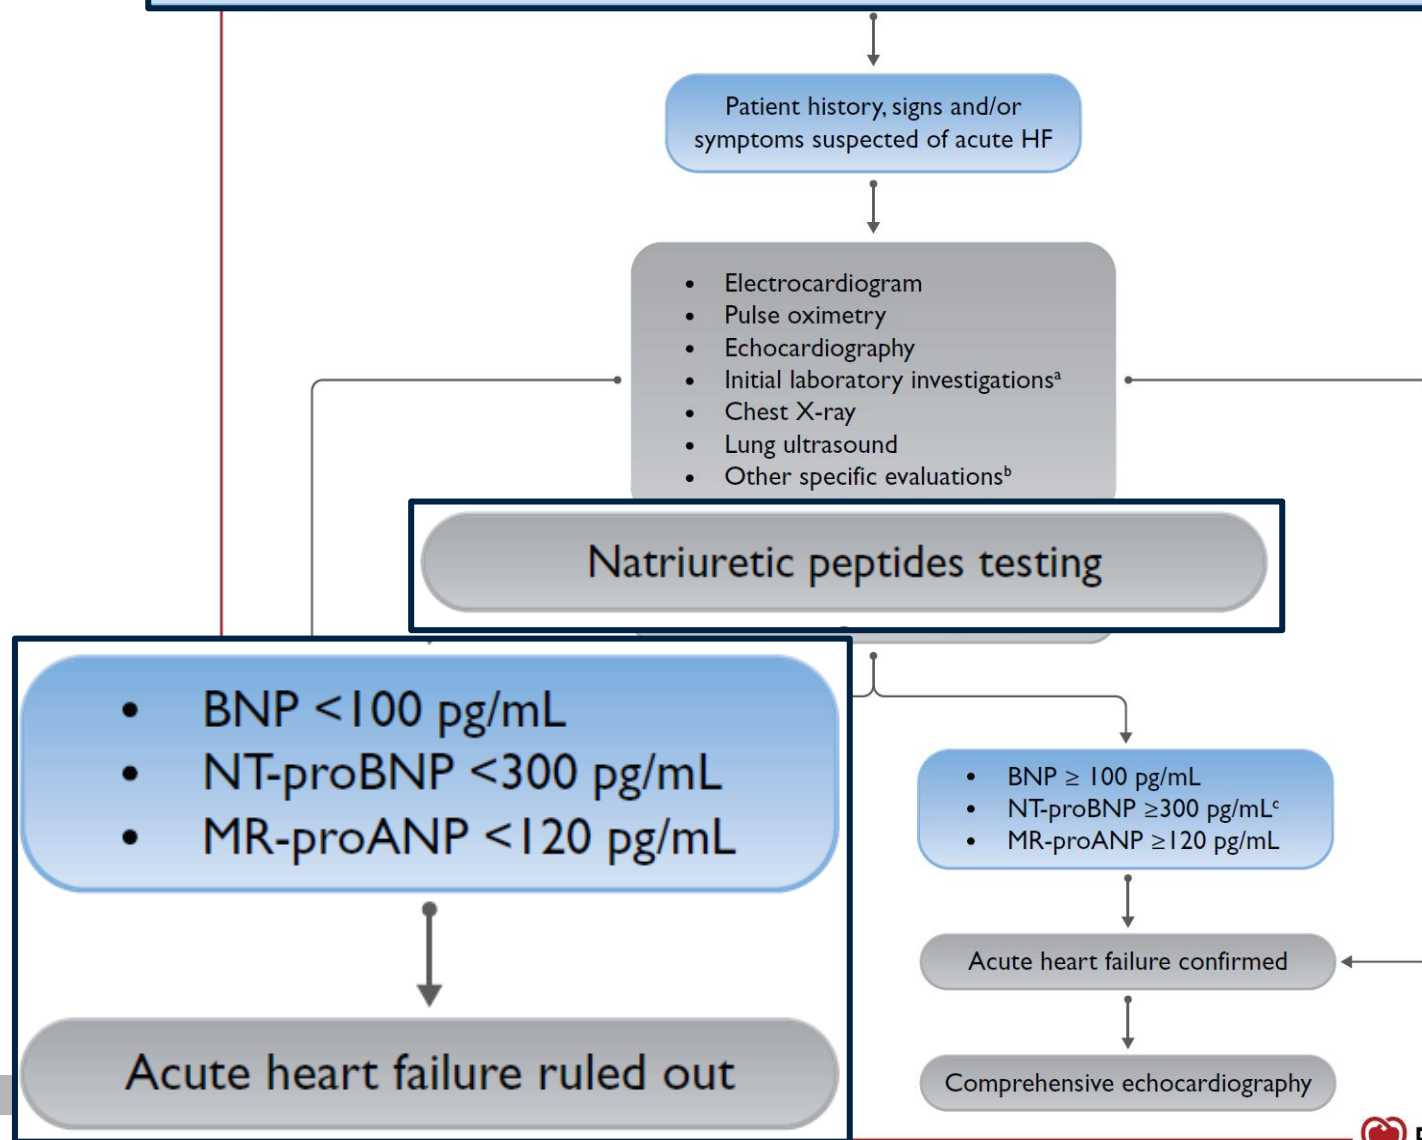 Patient history, signs and/or
symptoms suspected of acute HF
• Electrocardiogram
• Pulse oximetry
• Echocardiography
• Initial laboratory investigationsᵃ
• Chest X-ray
• Lung ultrasound
• Other specific evaluationsᵇ
Natriuretic peptides testing
• BNP <100 pg/mL
• NT-proBNP <300 pg/mL
• MR-proANP <120 pg/mL
Acute heart failure ruled out
• BNP ≥ 100 pg/mL
• NT-proBNP ≥300 pg/mLᶜ
• MR-proANP ≥120 pg/mL
Acute heart failure confirmed
Comprehensive echocardiography